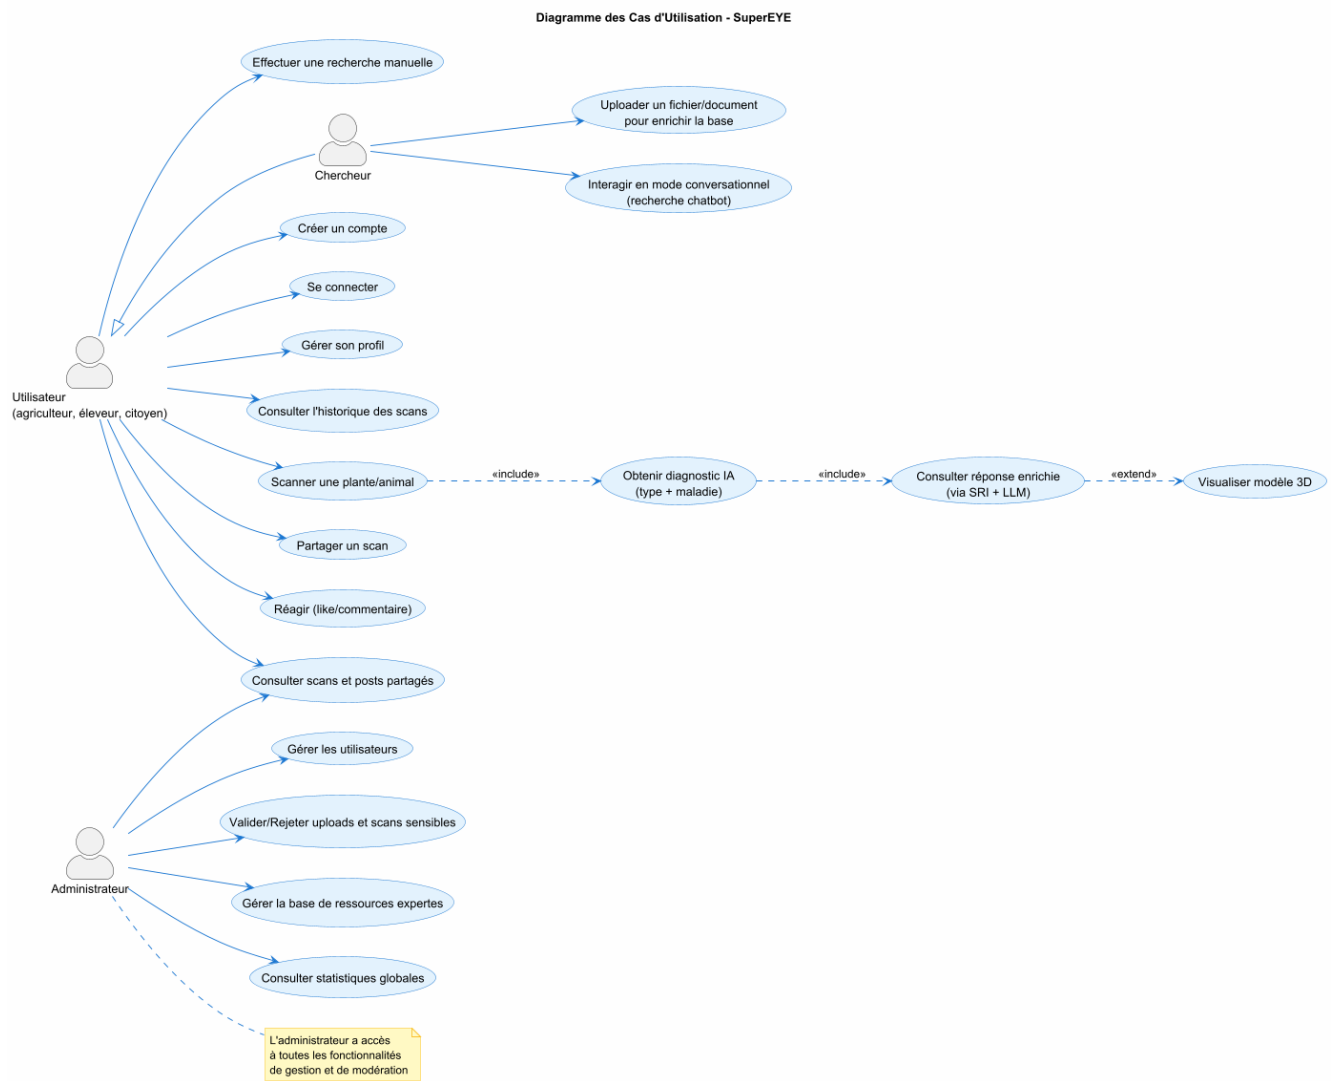 Diagramme des Cas d'Utilisation - SuperEYE
Effectuer une recherche manuelle
Uploader un fichier/document
pour enrichir la base
Chercheur
Interagir en mode conversationnel
(recherche chatbot)
Créer un compte
Se connecter
Gérer son profil
Utilisateur
(agriculteur, éleveur, citoyen)
Consulter l'historique des scans
Scanner une plante/animal
«include»
Obtenir diagnostic IA
(type + maladie)
«include»
Consulter réponse enrichie
(via SRI + LLM)
«extend»
Visualiser modèle 3D
Partager un scan
Réagir (like/commentaire)
Consulter scans et posts partagés
Gérer les utilisateurs
Valider/Rejeter uploads et scans sensibles
Administrateur
Gérer la base de ressources expertes
Consulter statistiques globales
L'administrateur a accès
à toutes les fonctionnalités
de gestion et de modération